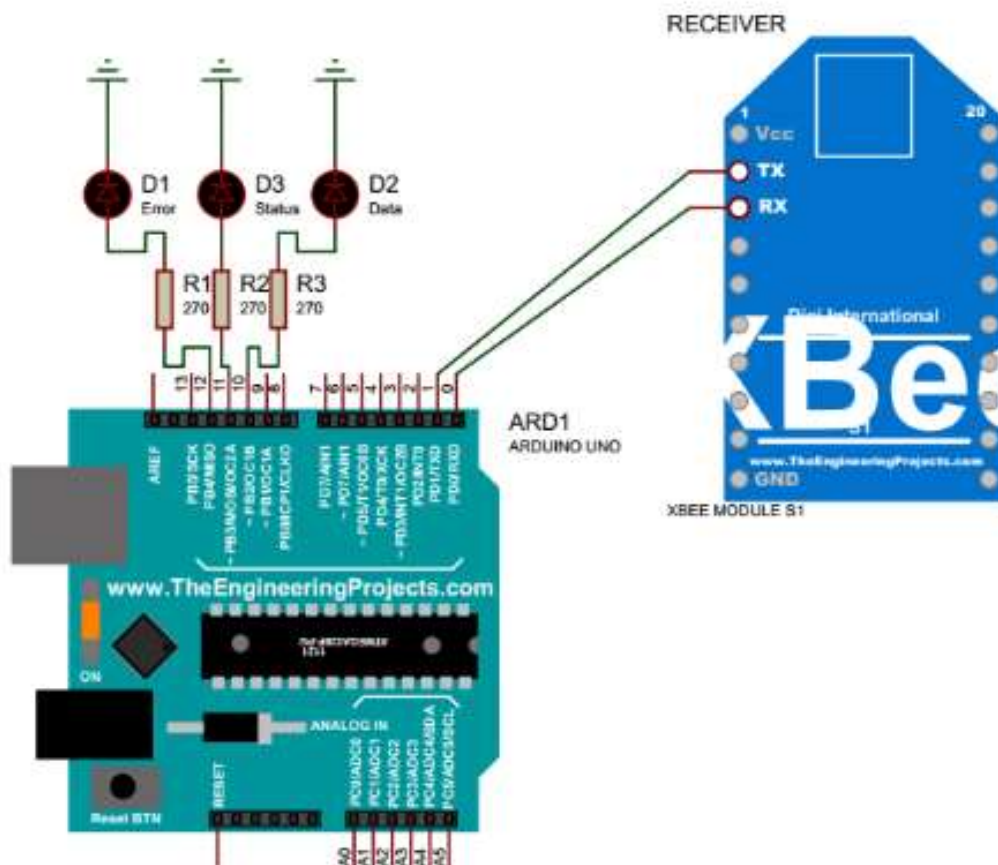 RECEIVER
1
20
Vcc
TX
RX
D1
Error
D3
Status
D2
Data
R1
270
R2
270
R3
270
Digi International
XBee
S1
www.TheEngineeringProjects.com
GND
XBEE MODULE S1
13
12
11
10
9
8
7
6
5
4
3
2
1
0
ARD1
ARDUINO UNO
AREF
PB5/SCK
PB4/MISO
~ PB3/MOSI/OC2A
~ PB2/OC1B
~ PB1/OC1A
PB0/ICP1/CLKO
PD7/AIN1
~ PD5/T1/OC0B
PD4/T0/XCK
~ PD3/INT1/OC2B
PD2/INT0
PD1/TXD
PD0/RXD
www.TheEngineeringProjects.com
1121
ON
ANALOG IN
RESET
PC0/ADC0
PC1/ADC1
PC2/ADC2
PC3/ADC3
PC4/ADC4/SDA
PC5/ADC5/SCL
Reset BTN
A0
A1
A2
A3
A4
A5